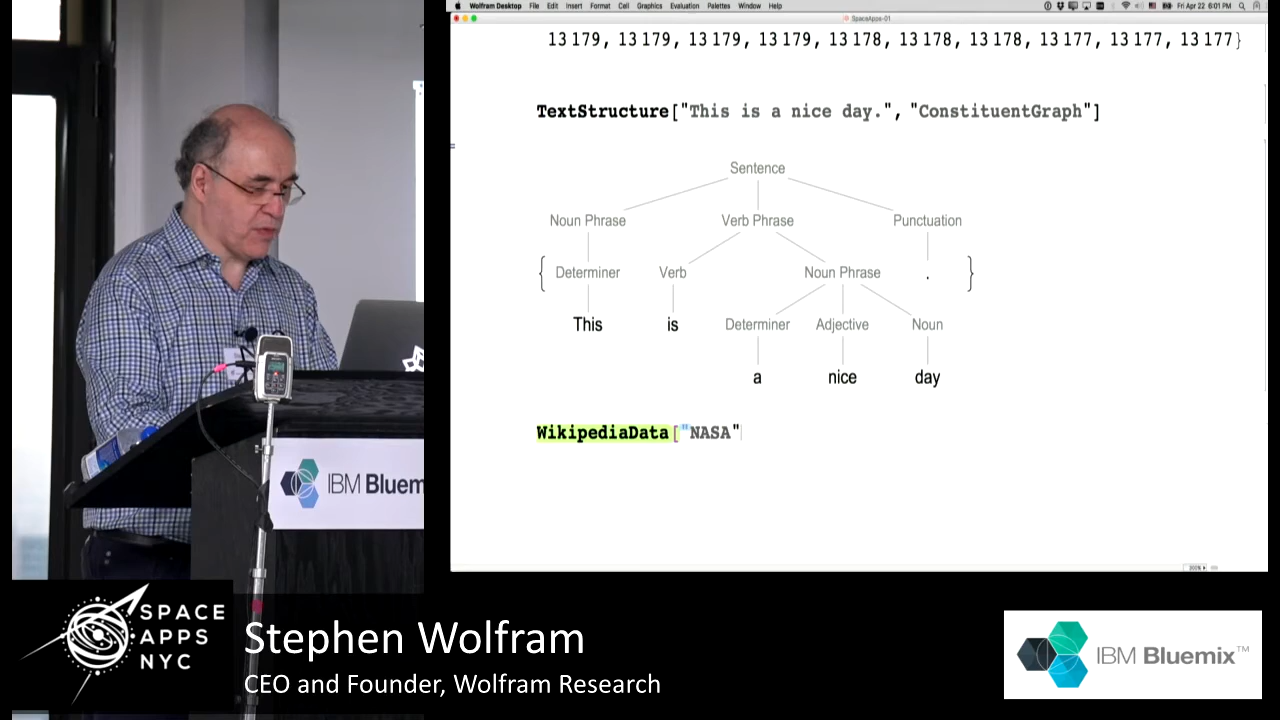 Wolfram Desktop File Edit Insert Format Cell Graphics Evaluation Palettes Window Help
Fri Apr 22 6:01 PM
SpaceApps-01
13 179, 13 179, 13 179, 13 179, 13 178, 13 178, 13 178, 13 177, 13 177, 13 177}
TextStructure["This is a nice day.", "ConstituentGraph"]
Sentence
Noun Phrase Verb Phrase Punctuation
{ Determiner Verb Noun Phrase . }
This is Determiner Adjective Noun
a nice day
WikipediaData["NASA"
200%
IBM Bluem
SPACE
APPS
NYC
Stephen Wolfram
CEO and Founder, Wolfram Research
IBM Bluemix™